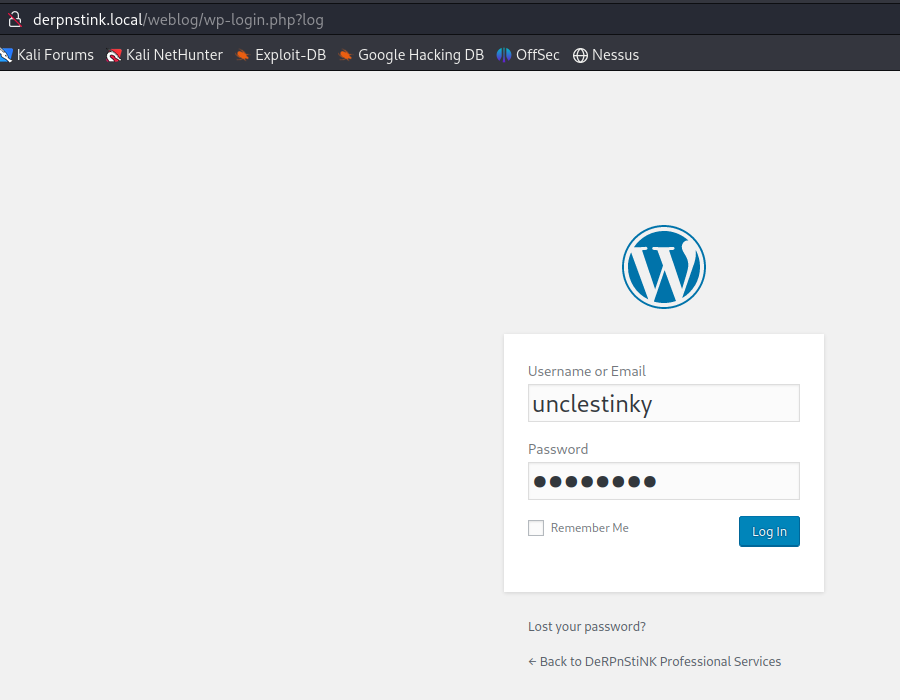 derpnstink.local/weblog/wp-login.php?log
Kali Forums Kali NetHunter Exploit-DB Google Hacking DB OffSec Nessus
Username or Email
unclestinky
Password
●●●●●●●●
Remember Me Log In
Lost your password?
← Back to DeRPnStiNK Professional Services